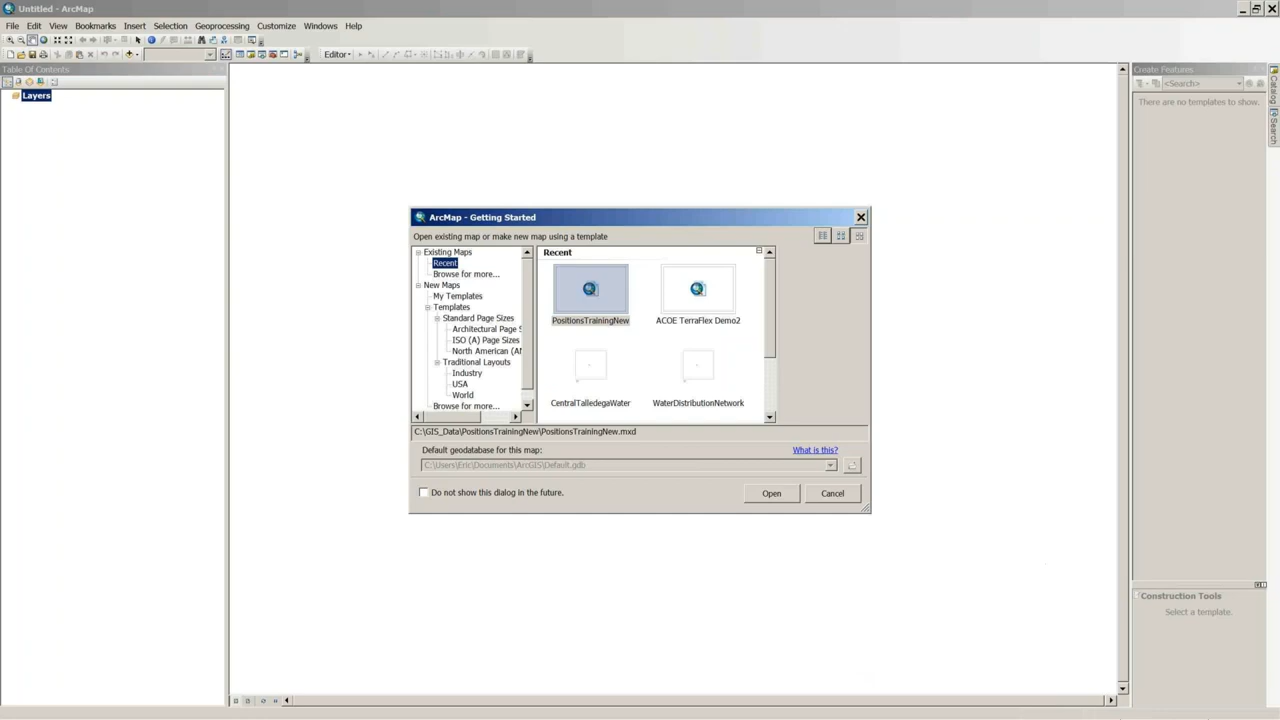 Untitled - ArcMap
File Edit View Bookmarks Insert Selection Geoprocessing Customize Windows Help
Editor
Table Of Contents
Layers
Create Features
<Search>
There are no templates to show.
Catalog
Search
ArcMap - Getting Started
Open existing map or make new map using a template
Existing Maps
Recent
Browse for more...
New Maps
My Templates
Templates
Standard Page Sizes
Architectural Page S
ISO (A) Page Sizes
North American (AN
Traditional Layouts
Industry
USA
World
Browse for more...
Recent
PositionsTrainingNew
ACOE TerraFlex Demo2
CentralTalledegaWater
WaterDistributionNetwork
C:\GIS_Data\PositionsTrainingNew\PositionsTrainingNew.mxd
Default geodatabase for this map:
What is this?
C:\Users\Eric\Documents\ArcGIS\Default.gdb
Do not show this dialog in the future.
Open
Cancel
Construction Tools
Select a template.